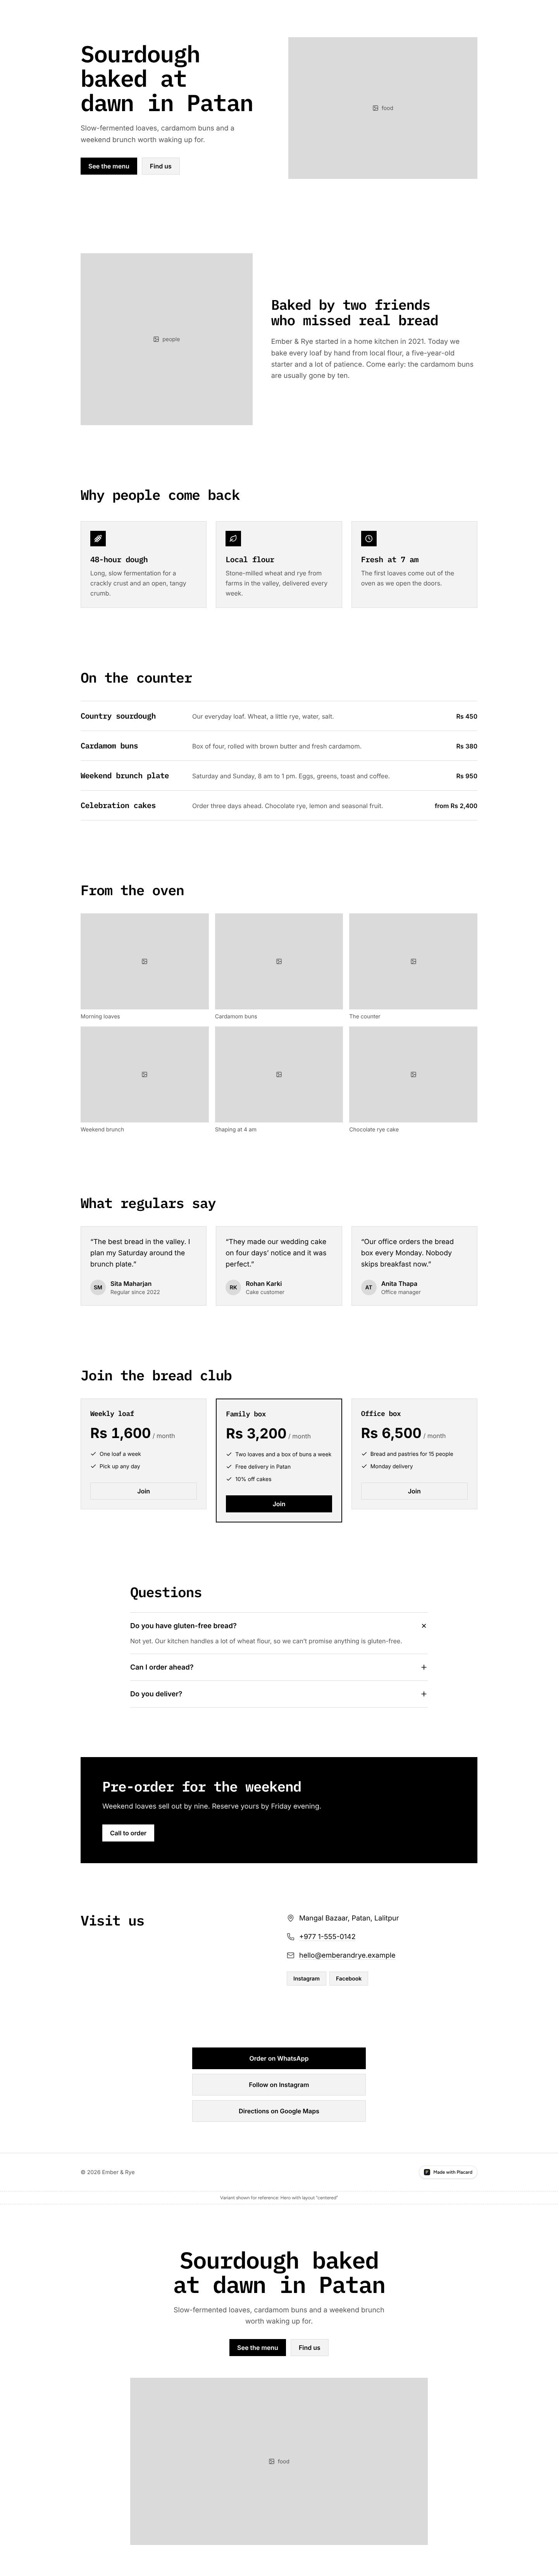 Sourdough
baked at
dawn in Patan
Slow-fermented loaves, cardamom buns and a
weekend brunch worth waking up for.
See the menu
Find us
food
people
Baked by two friends
who missed real bread
Ember & Rye started in a home kitchen in 2021. Today we
bake every loaf by hand from local flour, a five-year-old
starter and a lot of patience. Come early: the cardamom buns
are usually gone by ten.
Why people come back
48-hour dough
Long, slow fermentation for a
crackly crust and an open, tangy
crumb.
Local flour
Stone-milled wheat and rye from
farms in the valley, delivered every
week.
Fresh at 7 am
The first loaves come out of the
oven as we open the doors.
On the counter
Country sourdough
Our everyday loaf. Wheat, a little rye, water, salt.
Rs 450
Cardamom buns
Box of four, rolled with brown butter and fresh cardamom.
Rs 380
Weekend brunch plate
Saturday and Sunday, 8 am to 1 pm. Eggs, greens, toast and coffee.
Rs 950
Celebration cakes
Order three days ahead. Chocolate rye, lemon and seasonal fruit.
from Rs 2,400
From the oven
Morning loaves
Cardamom buns
The counter
Weekend brunch
Shaping at 4 am
Chocolate rye cake
What regulars say
“The best bread in the valley. I
plan my Saturday around the
brunch plate.”
SM
Sita Maharjan
Regular since 2022
“They made our wedding cake
on four days’ notice and it was
perfect.”
RK
Rohan Karki
Cake customer
“Our office orders the bread
box every Monday. Nobody
skips breakfast now.”
AT
Anita Thapa
Office manager
Join the bread club
Weekly loaf
Rs 1,600 / month
One loaf a week
Pick up any day
Join
Family box
Rs 3,200 / month
Two loaves and a box of buns a week
Free delivery in Patan
10% off cakes
Join
Office box
Rs 6,500 / month
Bread and pastries for 15 people
Monday delivery
Join
Questions
Do you have gluten-free bread?
Not yet. Our kitchen handles a lot of wheat flour, so we can’t promise anything is gluten-free.
Can I order ahead?
Do you deliver?
Pre-order for the weekend
Weekend loaves sell out by nine. Reserve yours by Friday evening.
Call to order
Visit us
Mangal Bazaar, Patan, Lalitpur
+977 1-555-0142
hello@emberandrye.example
Instagram
Facebook
Order on WhatsApp
Follow on Instagram
Directions on Google Maps
© 2026 Ember & Rye
Made with Placard
Variant shown for reference: Hero with layout “centered”
Sourdough baked
at dawn in Patan
Slow-fermented loaves, cardamom buns and a weekend brunch
worth waking up for.
See the menu
Find us
food